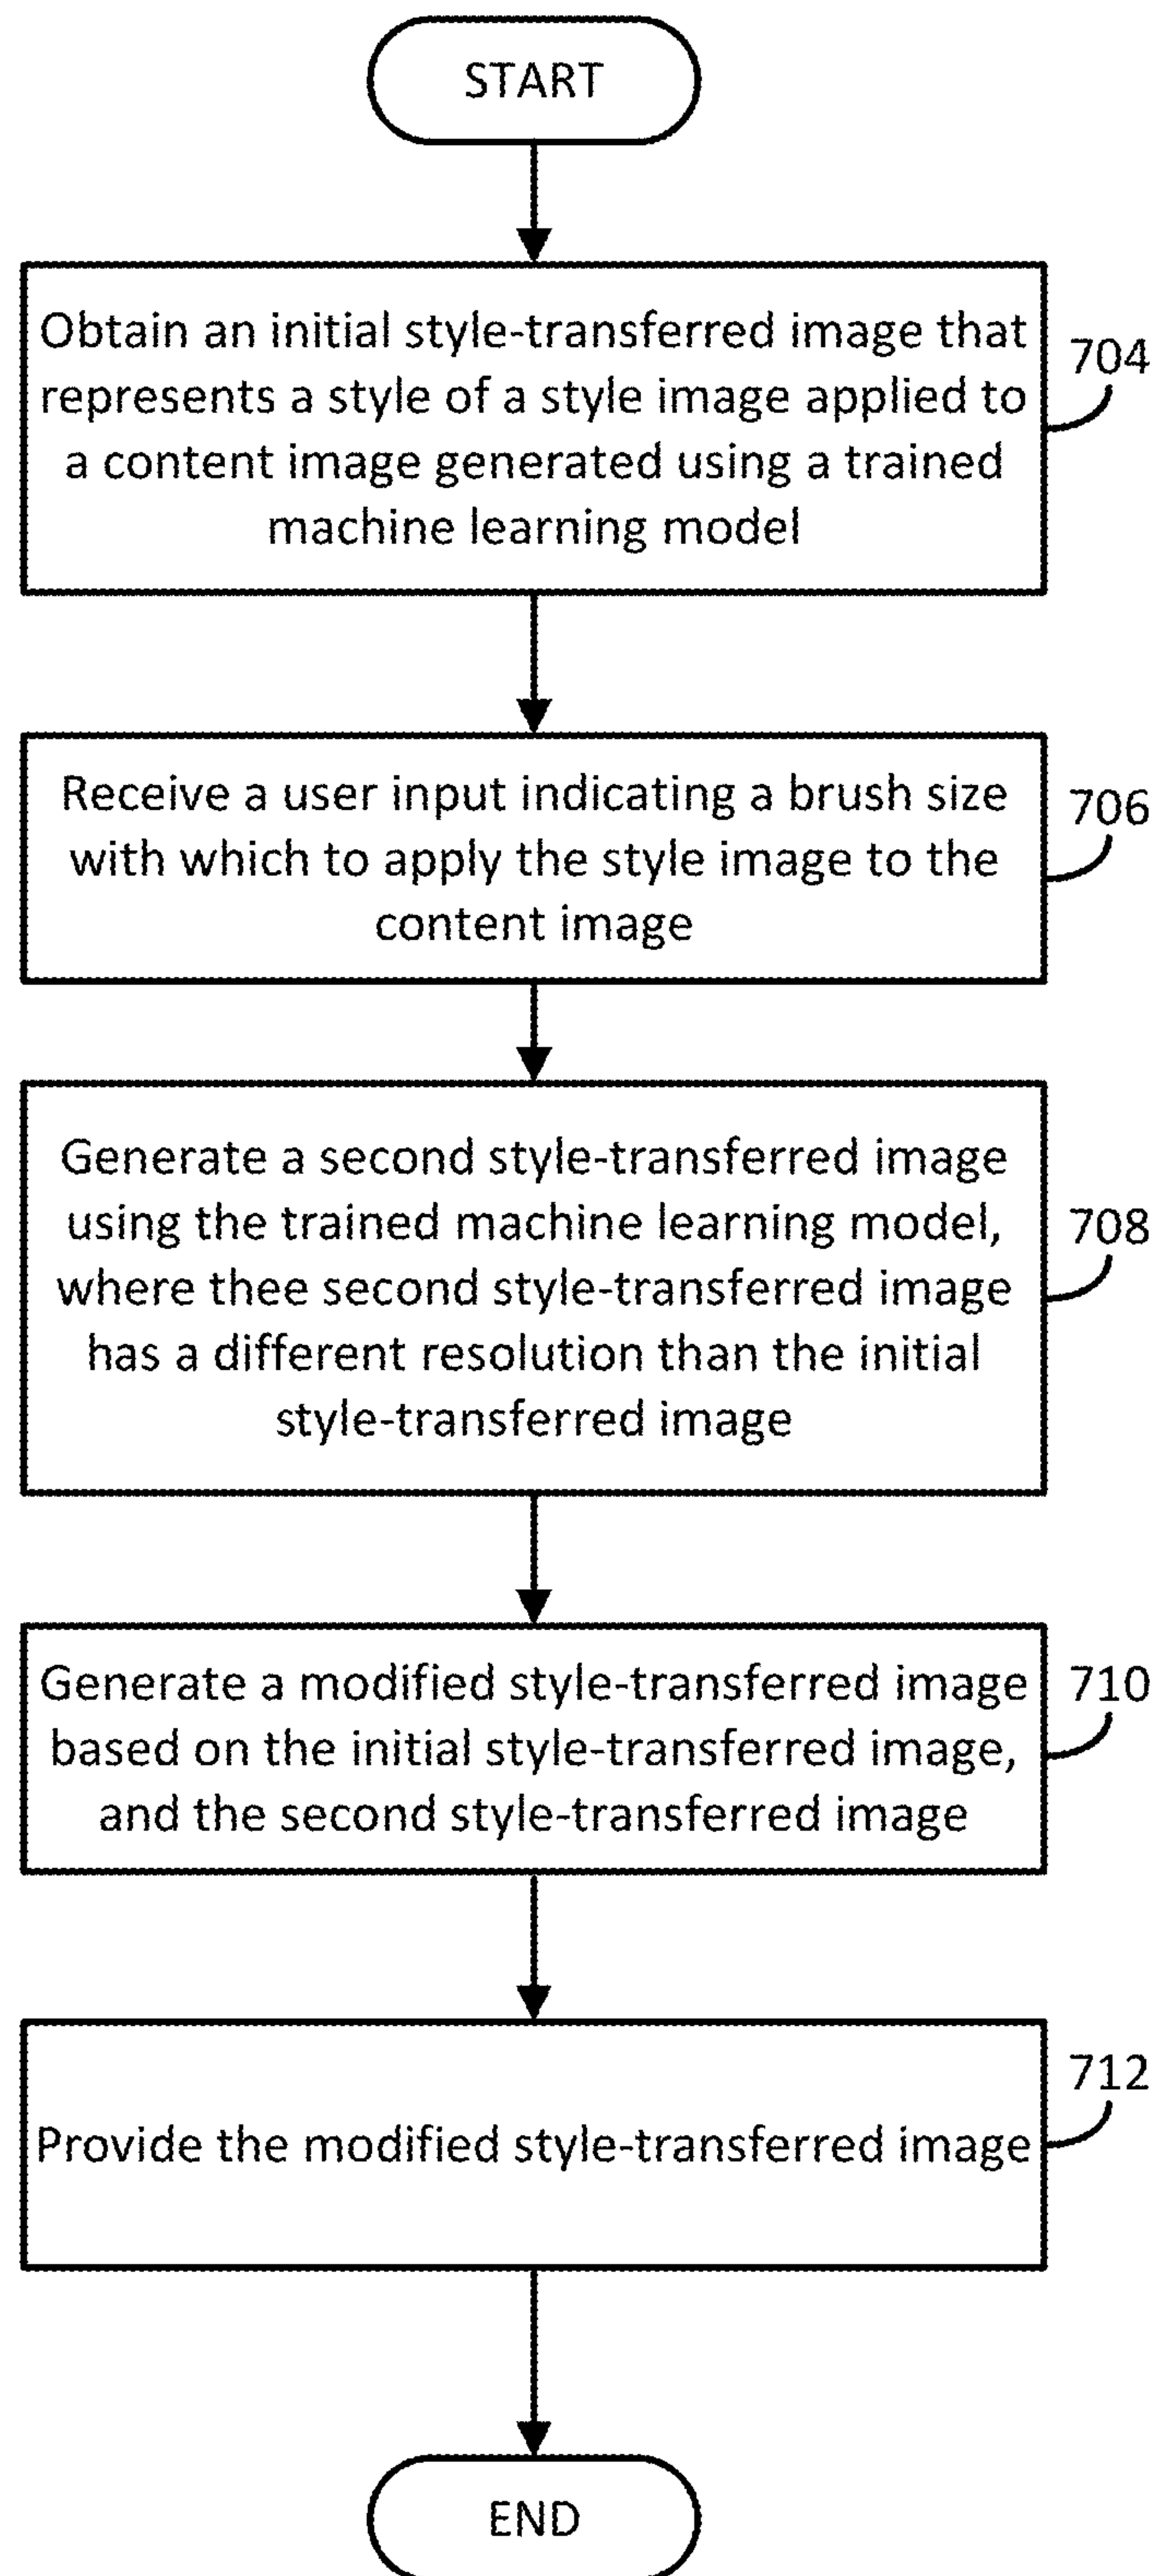 START
Obtain an initial style-transferred image that
represents a style of a style image applied to
a content image generated using a trained
machine learning model
704
Receive a user input indicating a brush size
with which to apply the style image to the
content image
706
Generate a second style-transferred image
using the trained machine learning model,
where thee second style-transferred image
has a different resolution than the initial
style-transferred image
708
Generate a modified style-transferred image
based on the initial style-transferred image,
and the second style-transferred image
710
Provide the modified style-transferred image
712
END